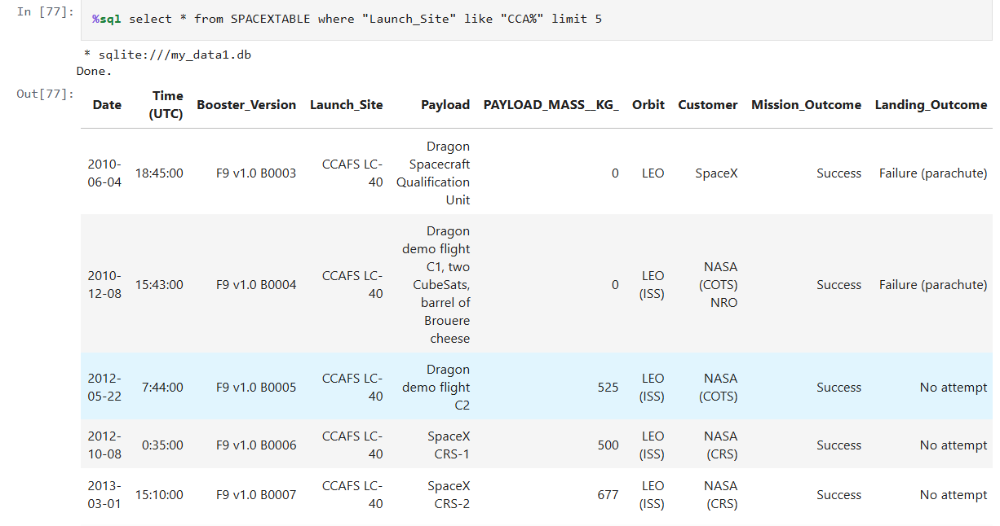 In [77]: %sql select * from SPACEXTABLE where "Launch_Site" like "CCA%" limit 5
* sqlite:///my_data1.db
Done.
Out[77]:
Date Time (UTC) Booster_Version Launch_Site Payload PAYLOAD_MASS__KG_ Orbit Customer Mission_Outcome Landing_Outcome
2010-06-04 18:45:00 F9 v1.0 B0003 CCAFS LC-40 Dragon Spacecraft Qualification Unit 0 LEO SpaceX Success Failure (parachute)
2010-12-08 15:43:00 F9 v1.0 B0004 CCAFS LC-40 Dragon demo flight C1, two CubeSats, barrel of Brouere cheese 0 LEO (ISS) NASA (COTS) NRO Success Failure (parachute)
2012-05-22 7:44:00 F9 v1.0 B0005 CCAFS LC-40 Dragon demo flight C2 525 LEO (ISS) NASA (COTS) Success No attempt
2012-10-08 0:35:00 F9 v1.0 B0006 CCAFS LC-40 SpaceX CRS-1 500 LEO (ISS) NASA (CRS) Success No attempt
2013-03-01 15:10:00 F9 v1.0 B0007 CCAFS LC-40 SpaceX CRS-2 677 LEO (ISS) NASA (CRS) Success No attempt